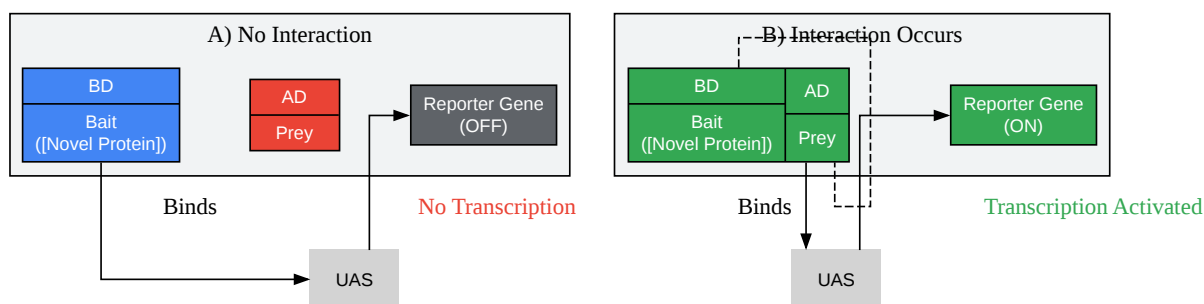 A) No Interaction
BD
Bait
([Novel Protein])
AD
Prey
Reporter Gene
(OFF)
Binds
No Transcription
UAS
B) Interaction Occurs
BD
Bait
([Novel Protein])
AD
Prey
Reporter Gene
(ON)
Binds
Transcription Activated
UAS